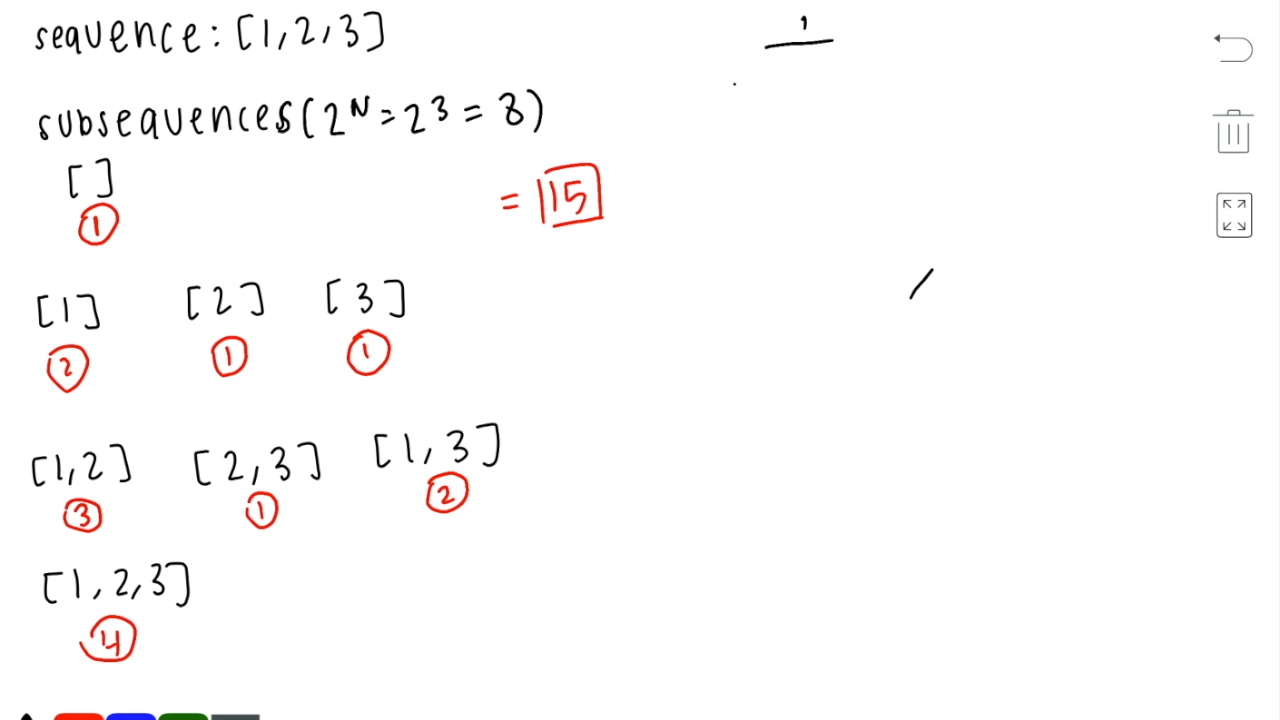 sequence: [1,2,3]
subsequences(2^N = 2^3 = 8)
[ ]
1
= 15
[1] [2] [3]
2 1 1
[1,2] [2,3] [1,3]
3 1 2
[1,2,3]
4